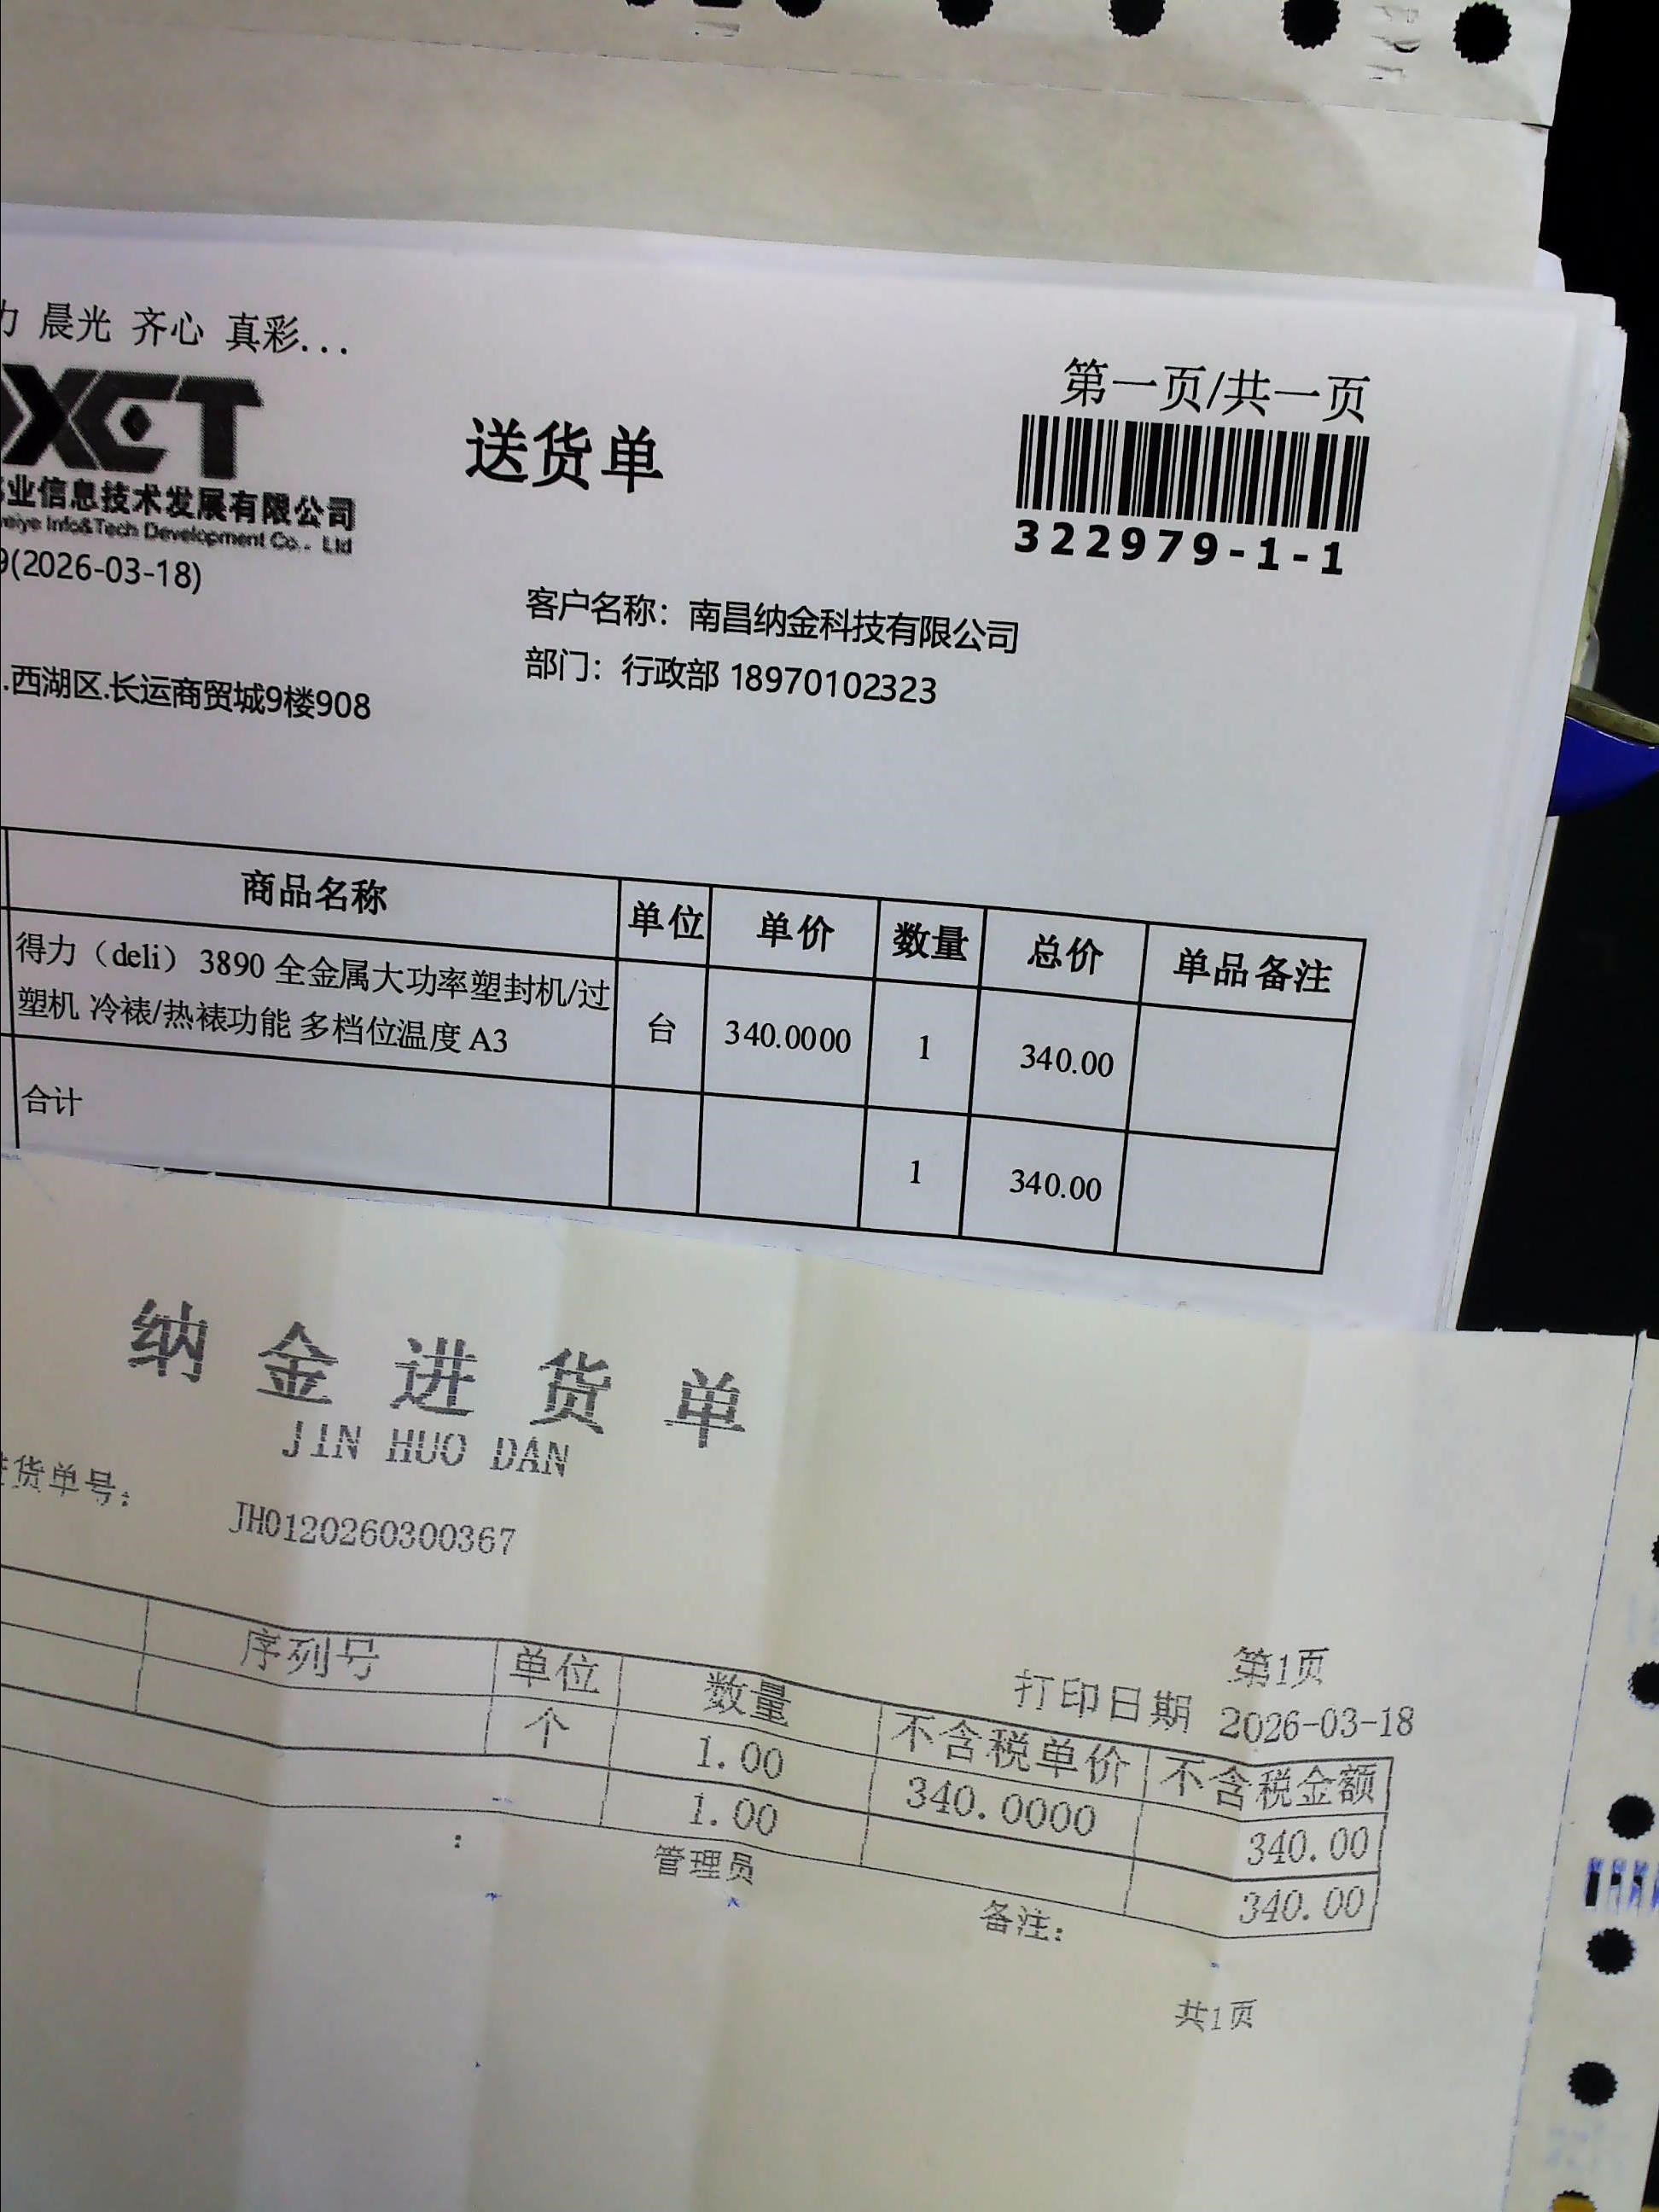 晨光 齐心 真彩...
XET
业信息技术发展有限公司
eiye Info&Tech Development Co., Ltd
9(2026-03-18)
.西湖区.长运商贸城9楼908
送货单
第一页/共一页
322979-1-1
客户名称：南昌纳金科技有限公司
部门：行政部 18970102323
商品名称 单位 单价 数量 总价 单品备注
得力（deli）3890 全金属大功率塑封机/过
塑机 冷裱/热裱功能 多档位温度 A3 台 340.0000 1 340.00
合计 1 340.00
纳金进货单
JIN HUO DAN
货单号： JH0120260300367
第1页
打印日期 2026-03-18
序列号 单位 数量 不含税单价 不含税金额
个 1.00 340.0000 340.00
1.00 340.00
： 管理员 备注：
共1页